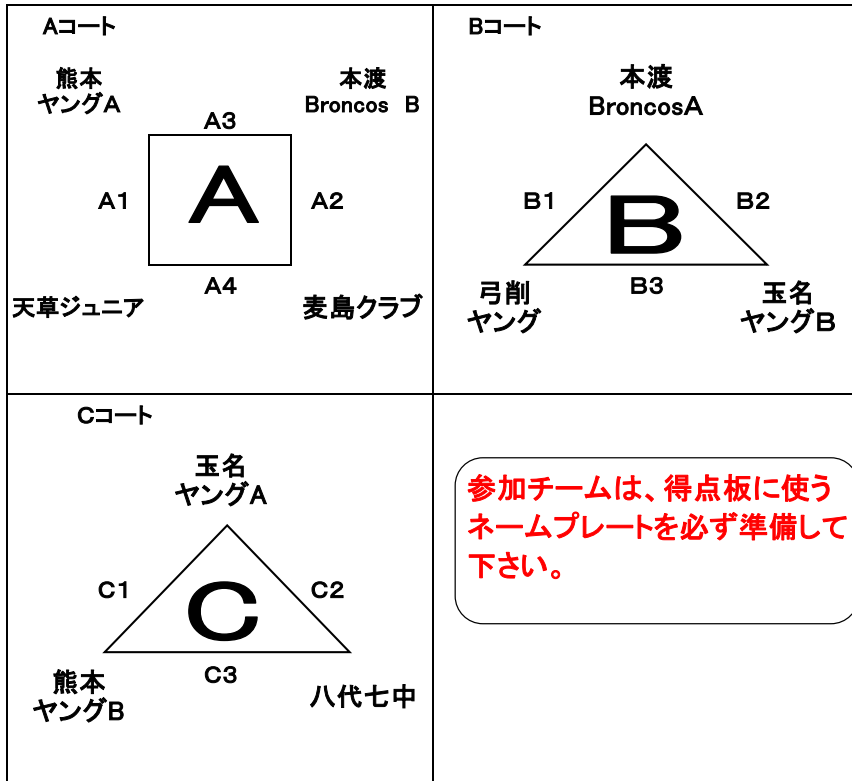 Aコート
熊本
ヤングA
本渡
Broncos B
A3
A1
A
A2
A4
天草ジュニア
麦島クラブ
Bコート
本渡
BroncosA
B1
B
B2
B3
弓削
ヤング
玉名
ヤングB
Cコート
玉名
ヤングA
C1
C
C2
C3
熊本
ヤングB
八代七中
参加チームは、得点板に使う
ネームプレートを必ず準備して
下さい。